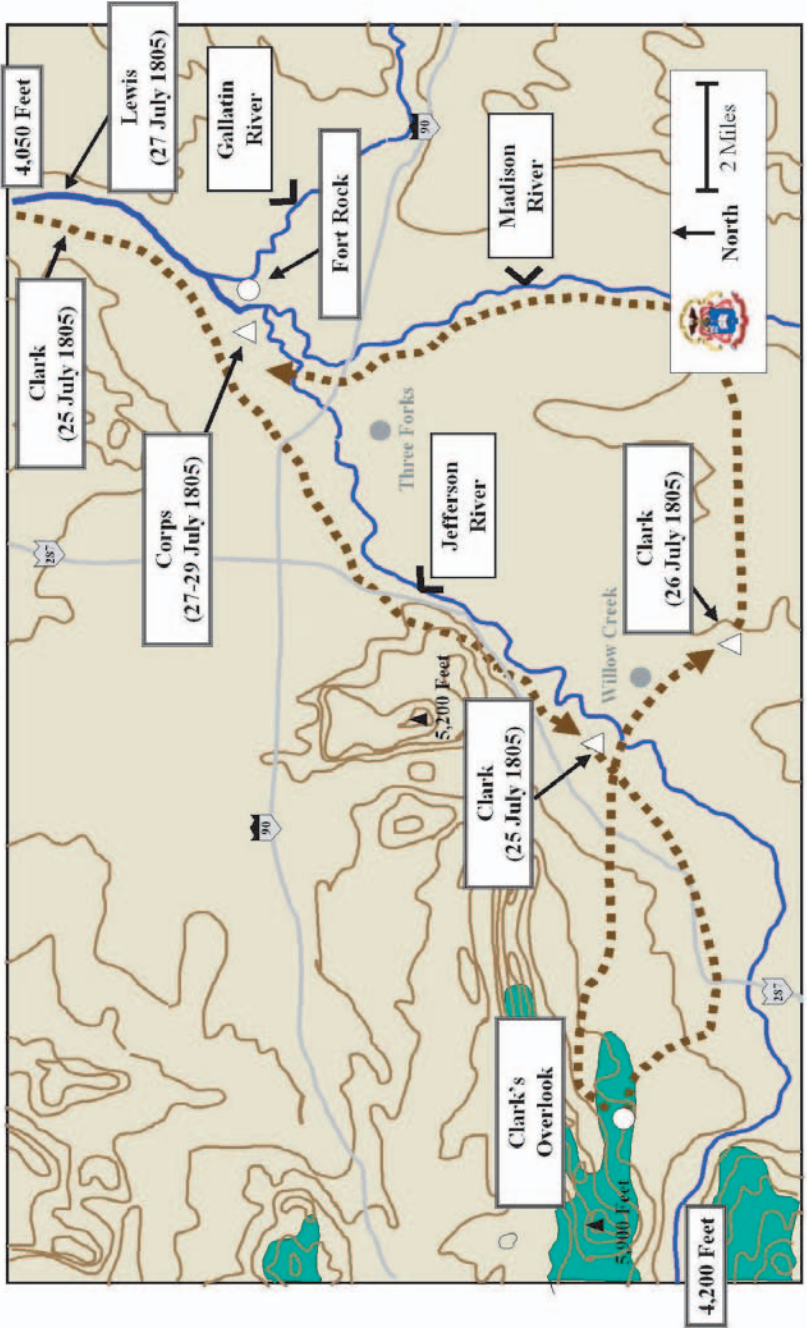 4,050 Feet
287
Clark
(25 July 1805)
Lewis
(27 July 1805)
Corps
(27-29 July 1805)
Gallatin
River
90
Fort Rock
Three Forks
90
5,200 Feet
Jefferson
River
Clark
(25 July 1805)
Madison
River
Clark's
Overlook
Willow Creek
5,900 Feet
Clark
(26 July 1805)
4,200 Feet
North
2 Miles
287